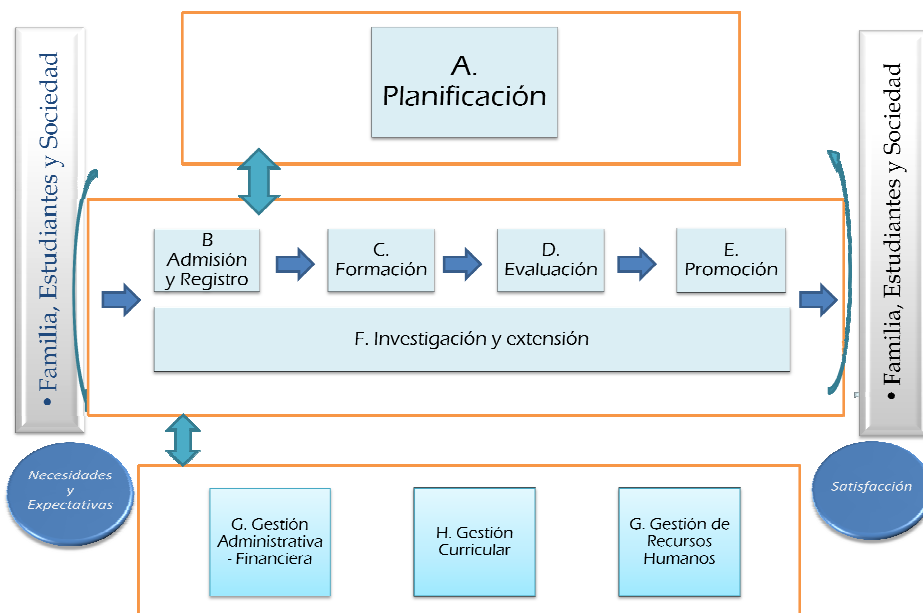 • Familia, Estudiantes y Sociedad
A.
Planificación
• Familia, Estudiantes y Sociedad
B
Admisión
y Registro
C.
Formación
D.
Evaluación
E.
Promoción
F. Investigación y extensión
Necesidades
y
Expectativas
Satisfacción
G. Gestión
Administrativa
- Financiera
H. Gestión
Curricular
G. Gestión de
Recursos
Humanos